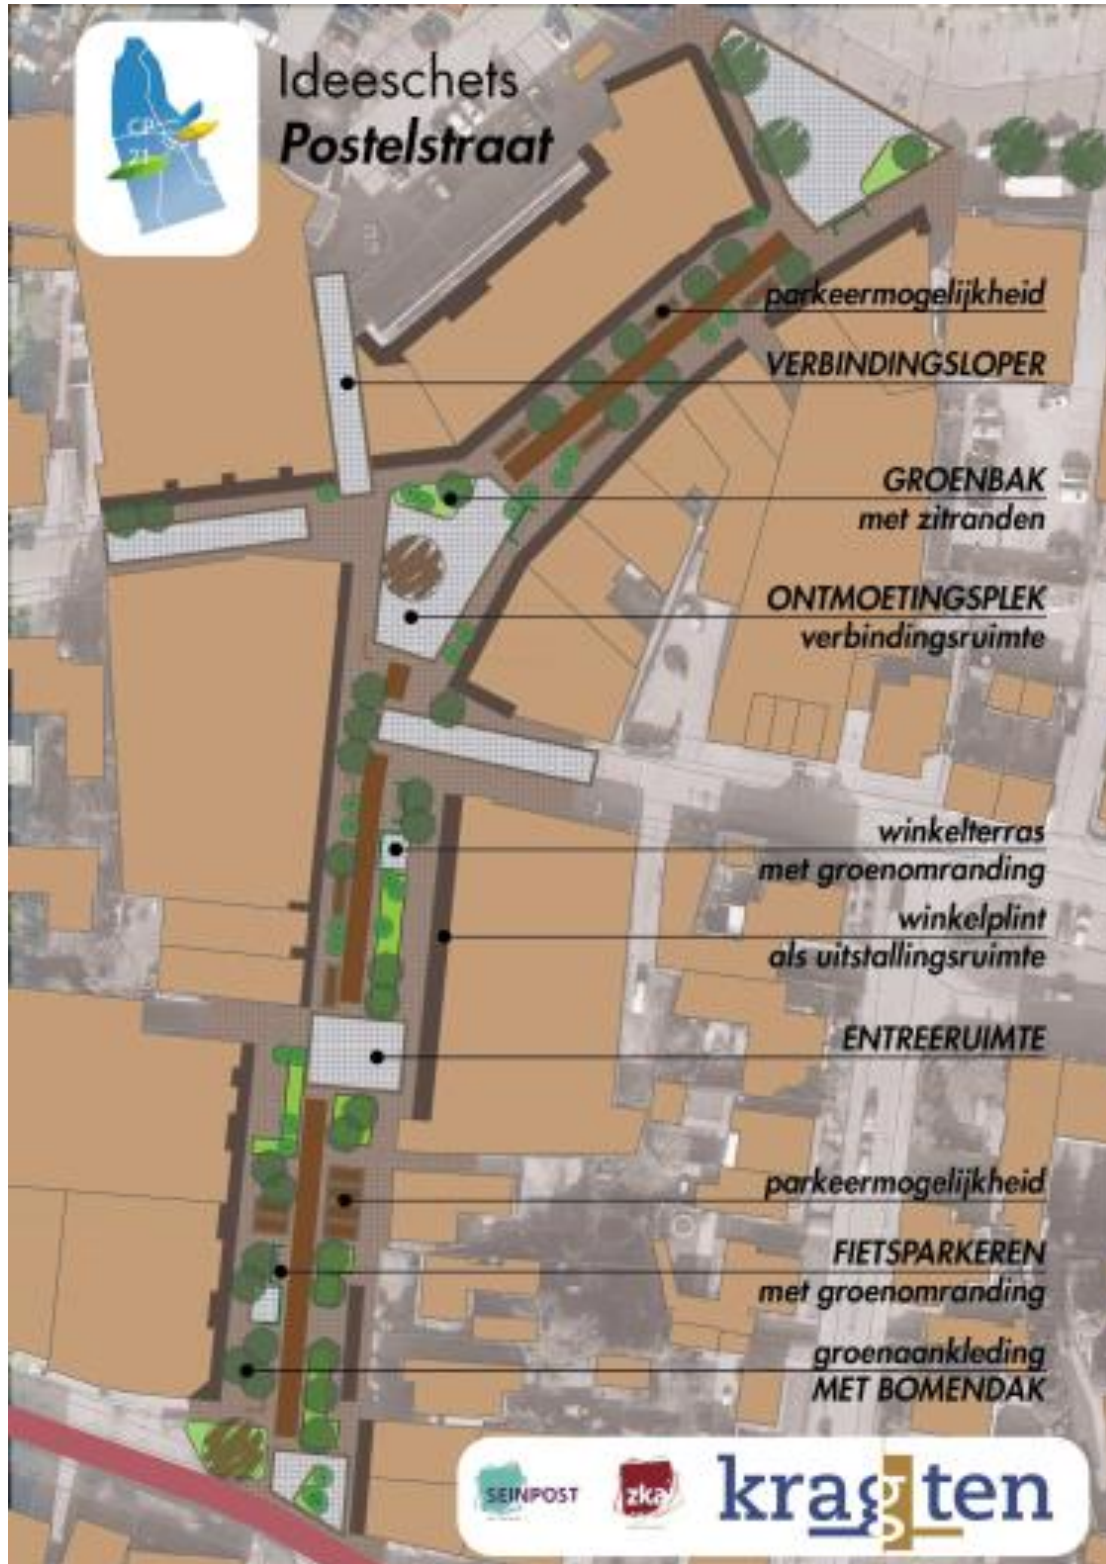 Ideeschets
Postelstraat
parkeermogelijkheid
VERBINDINGSLOPER
GROENBAK
met zitranden
ONTMOETINGSPLEK
verbindingsruimte
winkelterras
met groenomranding
winkelplint
als uitstallingsruimte
ENTREERUIMTE
parkeermogelijkheid
FIETSPARKEREN
met groenomranding
groenaankleding
MET BOMENDAK
SEINPOST
zka
kragten